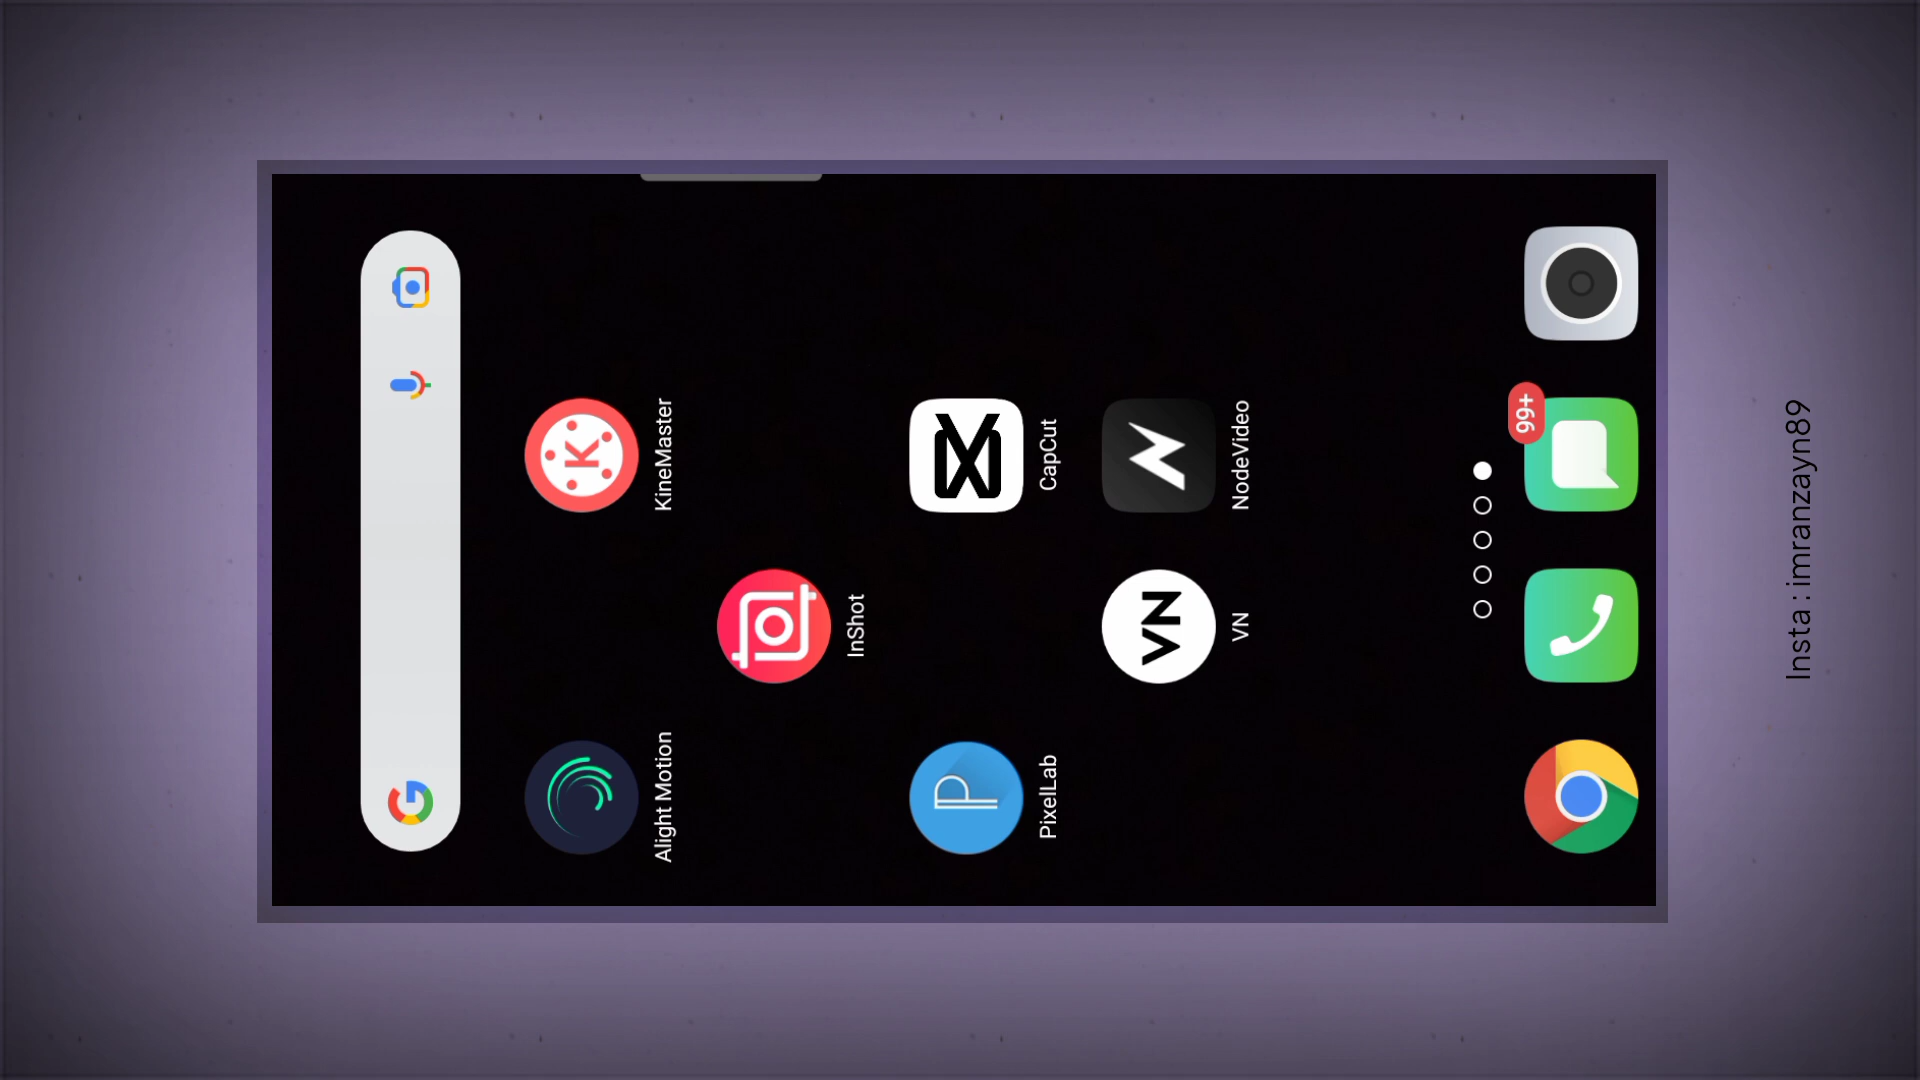 Alight Motion
KineMaster
InShot
PixelLab
CapCut
VN
NodeVideo
99+
Insta : imranzayn89